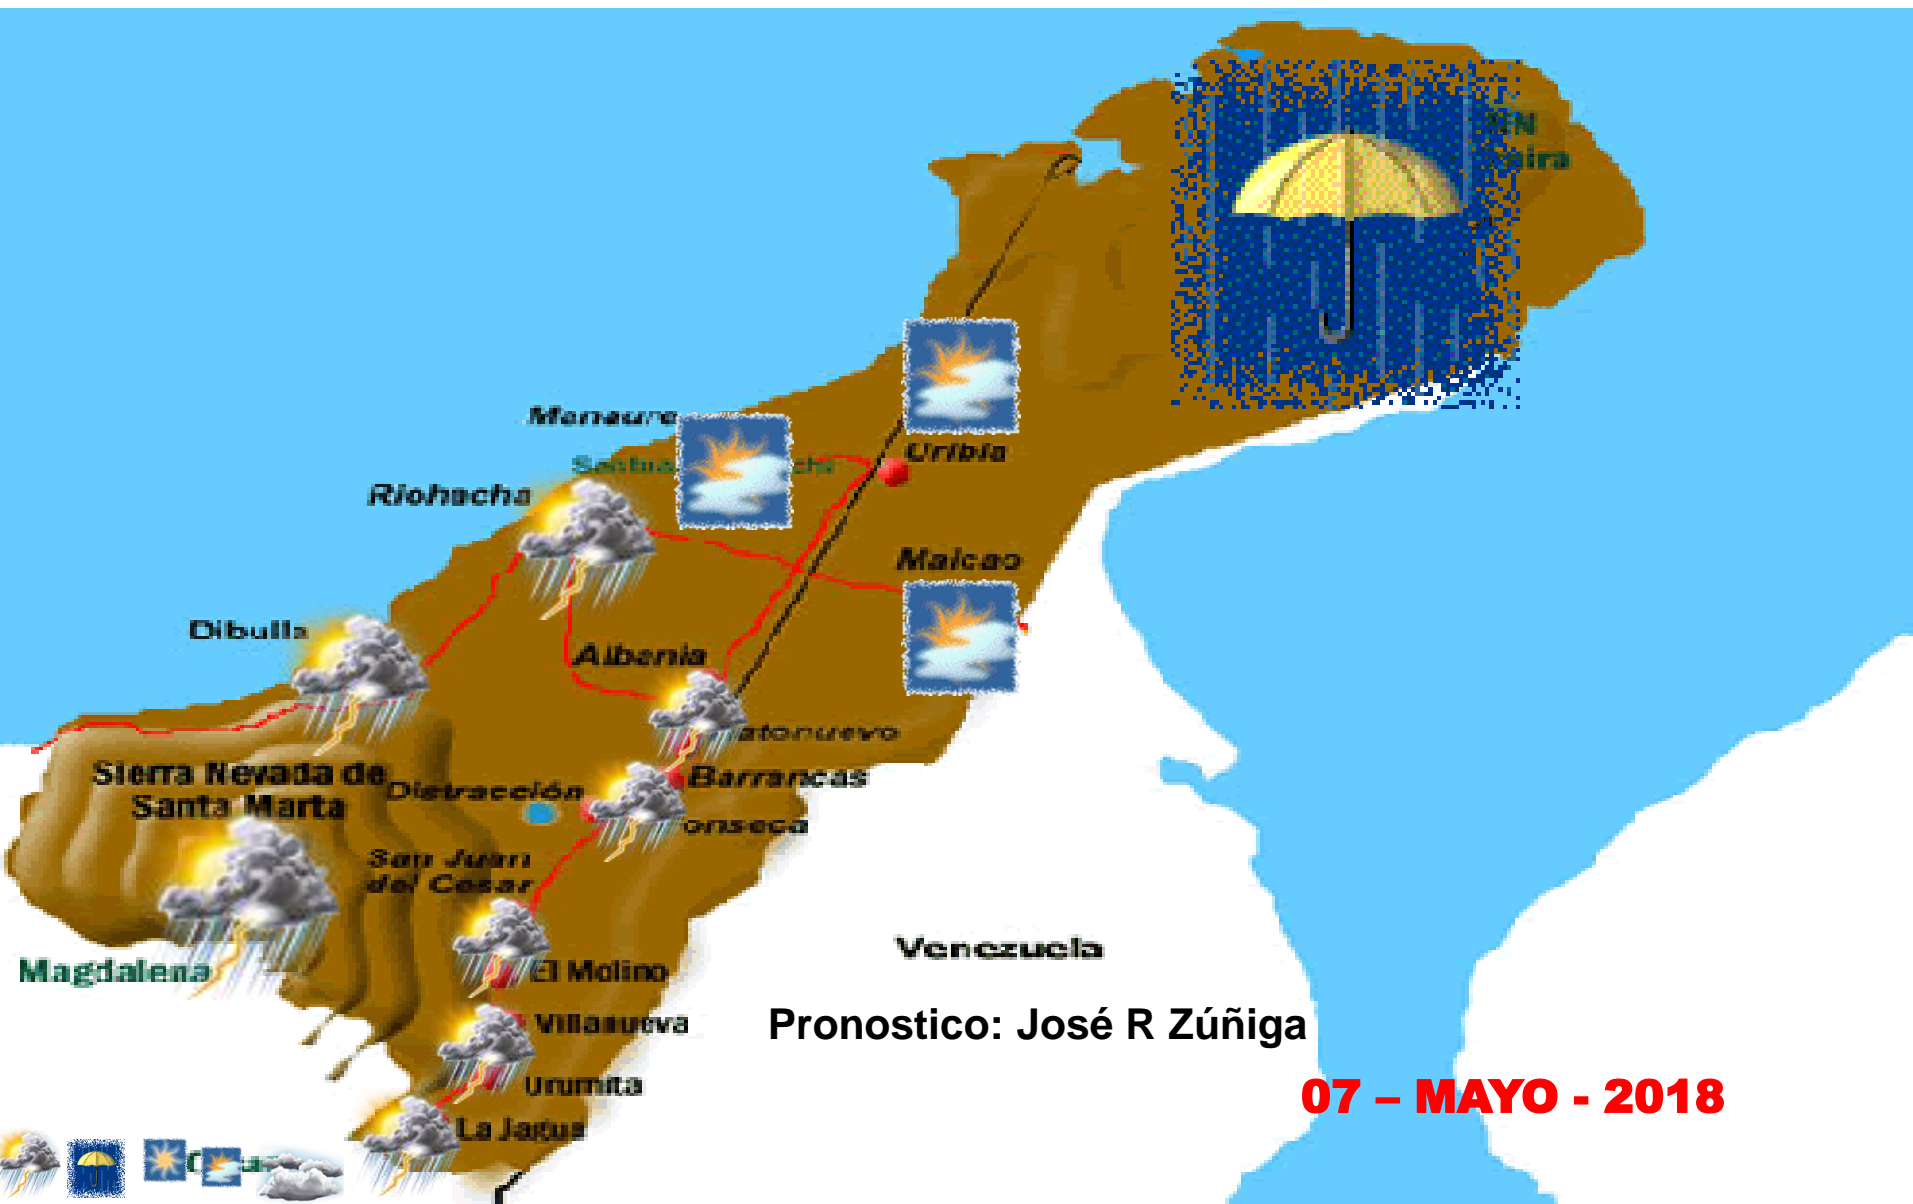 Manaure
Uribia
Riohacha
Maicao
Dibulla
Albania
Barrancas
Sierra Nevada de
Santa Marta
Distracción
San Juan
del Cesar
Venezuela
Magdalena
El Molino
Villanueva
Pronostico: José R Zúñiga
Urumita
07 – MAYO - 2018
La Jagua